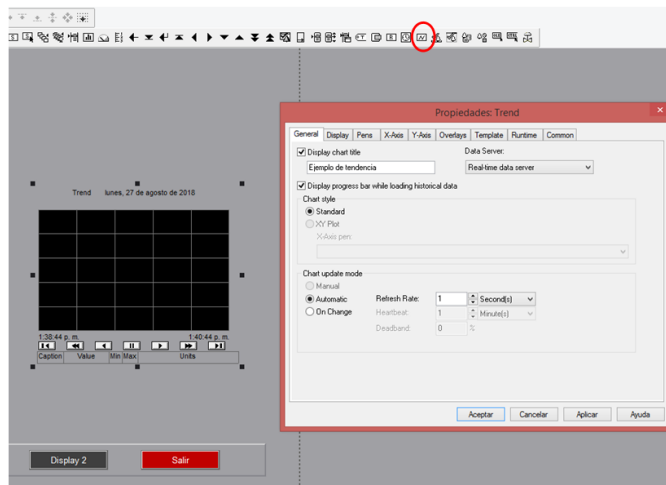 Propiedades: Trend
General Display Pens X-Axis Y-Axis Overlays Template Runtime Common
Display chart title
Data Server:
Ejemplo de tendencia
Real-time data server
Display progress bar while loading historical data
Chart style
Standard
XY Plot
X-Axis pen:
Chart update mode
Manual
Automatic Refresh Rate: 1 Second(s)
On Change Heartbeat: 1 Minute(s)
Deadband: 0 %
Aceptar Cancelar Aplicar Ayuda
Trend lunes, 27 de agosto de 2018
1:38:44 p. m. 1:40:44 p. m.
Caption Value Min Max Units
Display 2 Salir